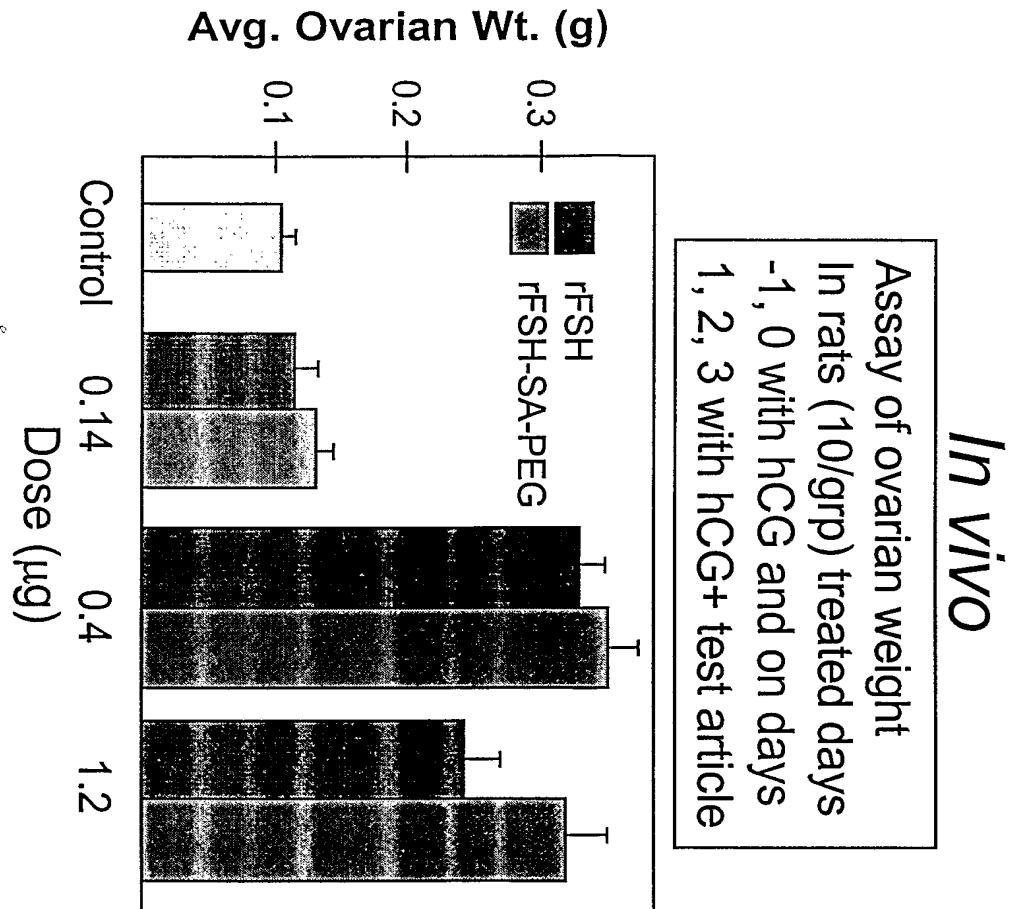 In vivo
Assay of ovarian weight
In rats (10/grp) treated days
-1, 0 with hCG and on days
1, 2, 3 with hCG+ test article
Avg. Ovarian Wt. (g)
0.3
0.2
0.1
rFSH
rFSH-SA-PEG
Control
0.14
0.4
1.2
Dose (μg)